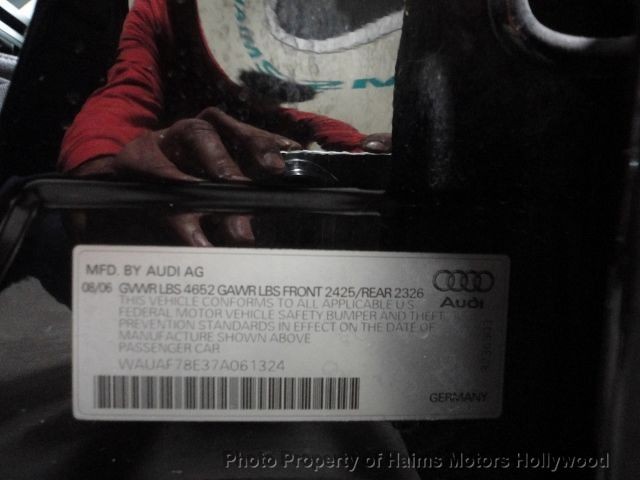 MFD. BY AUDI AG
08/06 GVWR LBS 4652 GAWR LBS FRONT 2425/REAR 2326
THIS VEHICLE CONFORMS TO ALL APPLICABLE U.S.
FEDERAL MOTOR VEHICLE SAFETY BUMPER AND THEFT
PREVENTION STANDARDS IN EFFECT ON THE DATE OF
MANUFACTURE SHOWN ABOVE
PASSENGER CAR
WAUAF78E37A061324
Audi
GERMANY
Photo Property of Haims Motors Hollywood